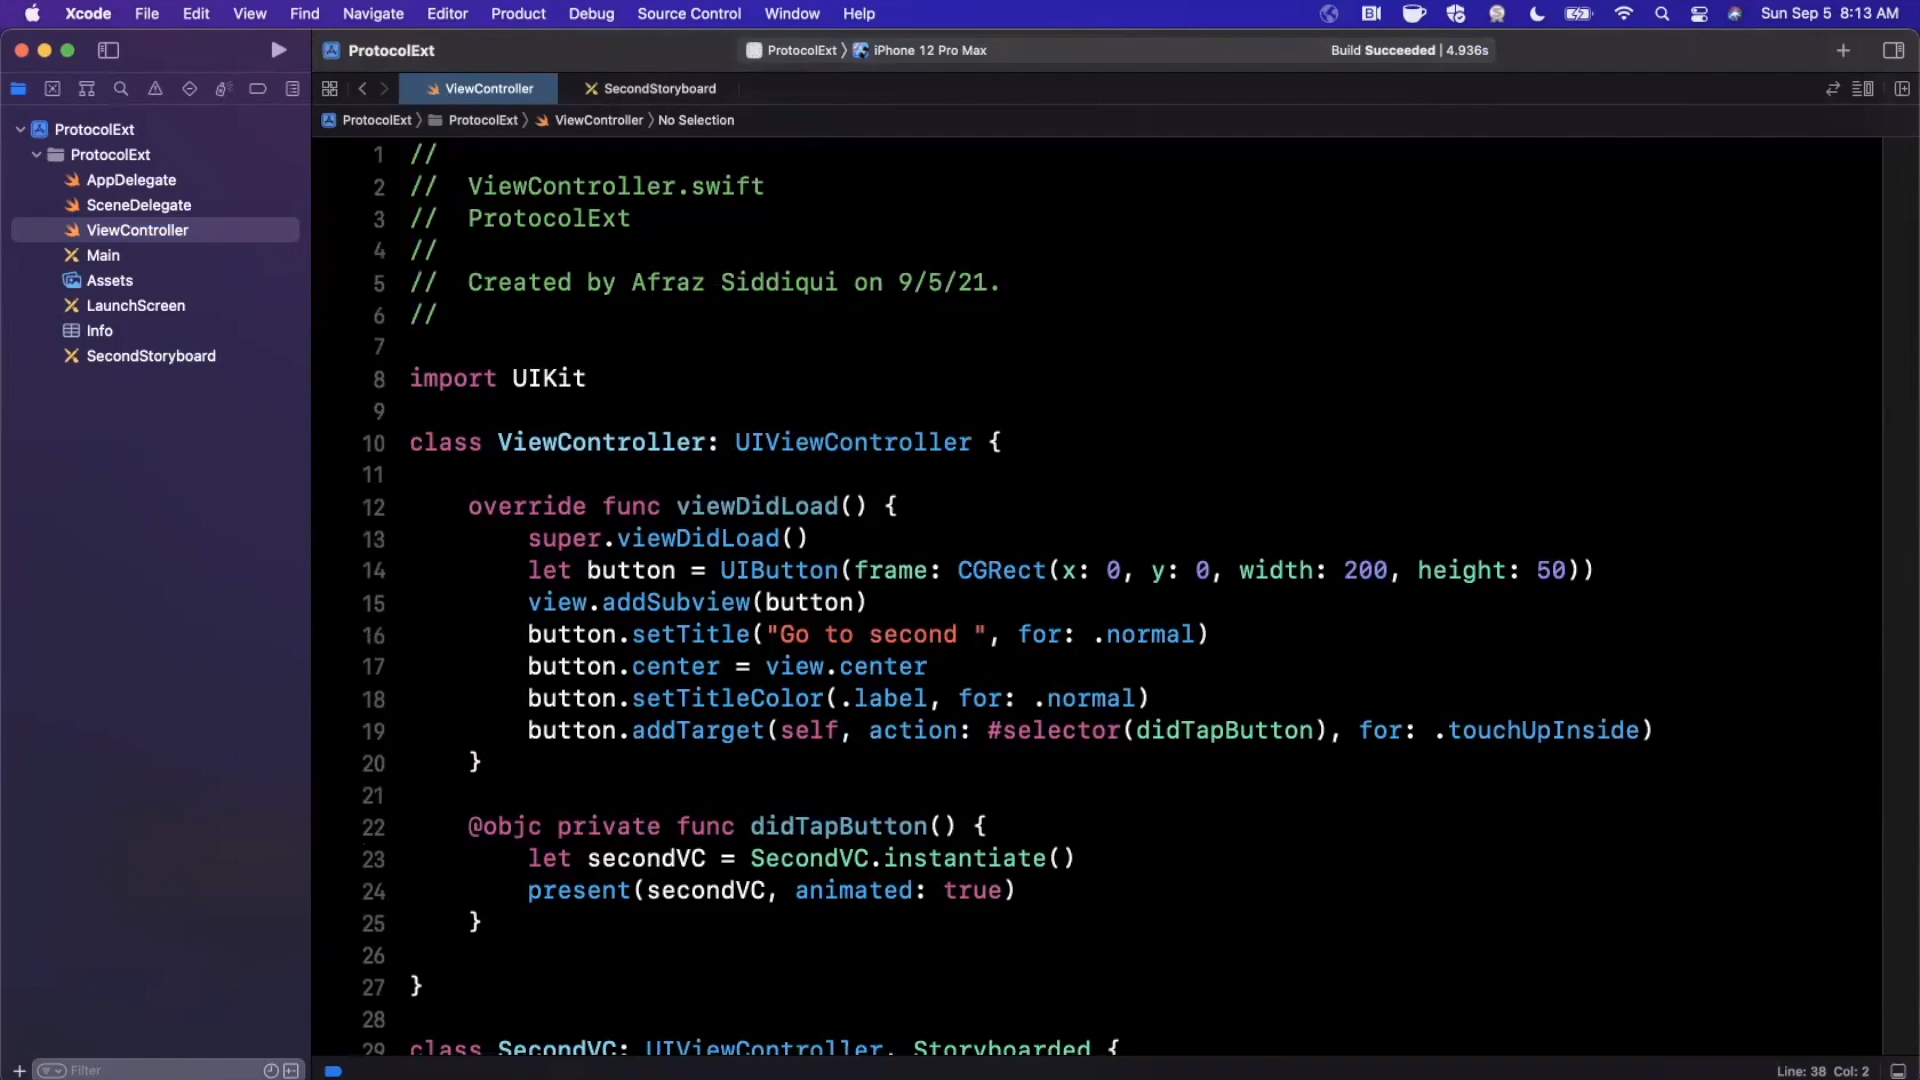 Xcode File Edit View Find Navigate Editor Product Debug Source Control Window Help Sun Sep 5 8:13 AM
ProtocolExt ProtocolExt 〉 iPhone 12 Pro Max Build Succeeded | 4.936s
ViewController SecondStoryboard
ProtocolExt 〉 ProtocolExt 〉 ViewController 〉 No Selection
ProtocolExt
ProtocolExt
AppDelegate
SceneDelegate
ViewController
Main
Assets
LaunchScreen
Info
SecondStoryboard
1 //
2 //  ViewController.swift
3 //  ProtocolExt
4 //
5 //  Created by Afraz Siddiqui on 9/5/21.
6 //
7
8 import UIKit
9
10 class ViewController: UIViewController {
11
12     override func viewDidLoad() {
13         super.viewDidLoad()
14         let button = UIButton(frame: CGRect(x: 0, y: 0, width: 200, height: 50))
15         view.addSubview(button)
16         button.setTitle("Go to second ", for: .normal)
17         button.center = view.center
18         button.setTitleColor(.label, for: .normal)
19         button.addTarget(self, action: #selector(didTapButton), for: .touchUpInside)
20     }
21
22     @objc private func didTapButton() {
23         let secondVC = SecondVC.instantiate()
24         present(secondVC, animated: true)
25     }
26
27 }
28
29 class SecondVC: UIViewController, Storyboarded {
Filter
Line: 38 Col: 2